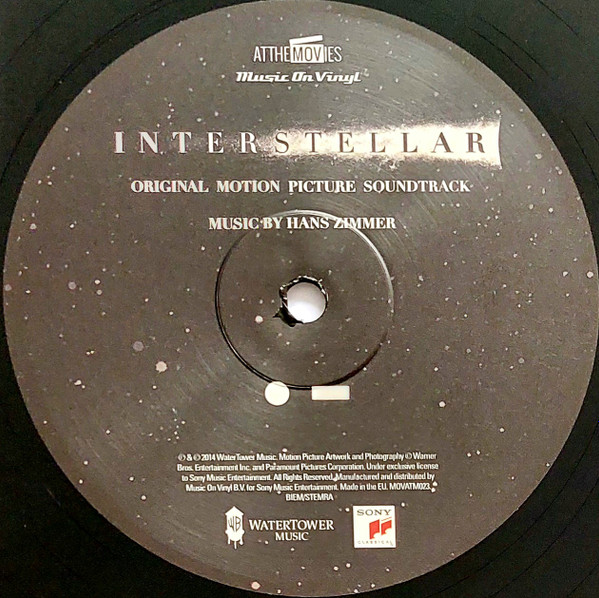 ATTHEMOVIES
Music On Vinyl
INTERSTELLAR
ORIGINAL MOTION PICTURE SOUNDTRACK
MUSIC BY HANS ZIMMER
℗ & © 2014 WaterTower Music. Motion Picture Artwork and Photography © Warner
Bros. Entertainment Inc. and Paramount Pictures Corporation. Under exclusive license
to Sony Music Entertainment. All Rights Reserved. Manufactured and distributed by
Music On Vinyl B.V. for Sony Music Entertainment. Made in the EU. MOVATM023.
BIEM/STEMRA
WB WATERTOWER
MUSIC
SONY
CLASSICAL